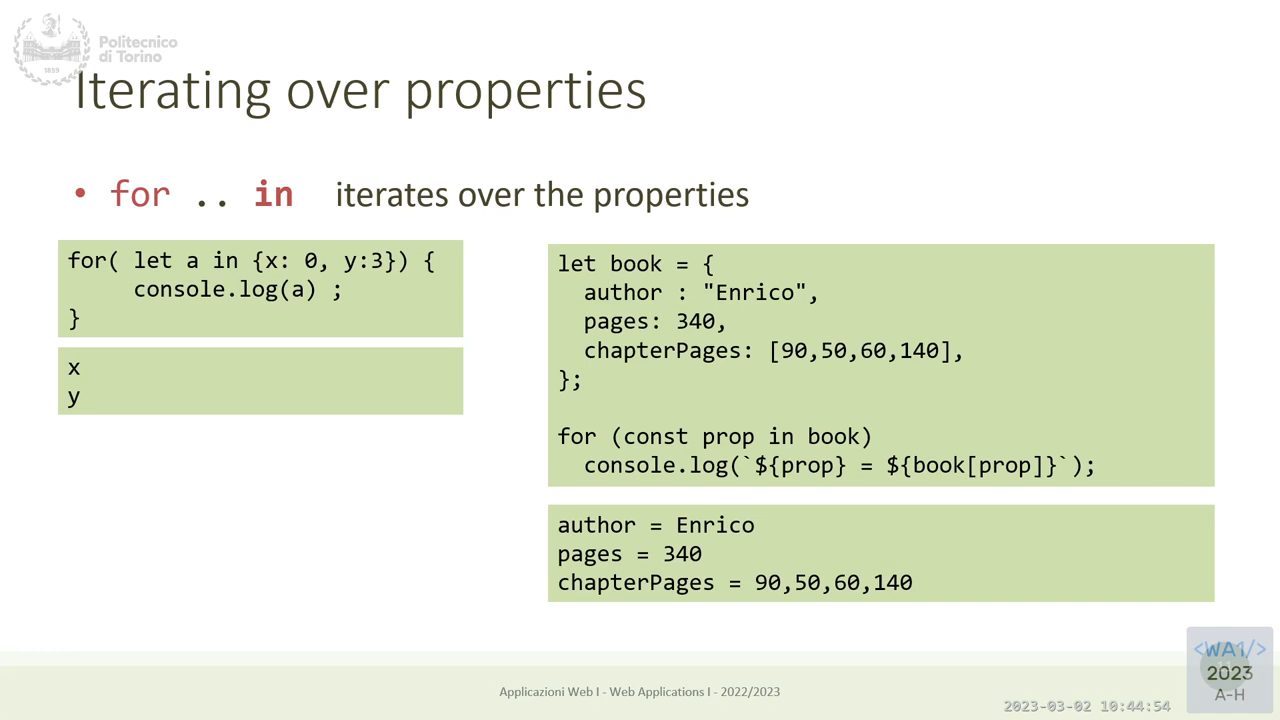 Politecnico
di Torino
1859
Iterating over properties
• for .. in iterates over the properties
for( let a in {x: 0, y:3}) {
console.log(a) ;
}
x
y
let book = {
author : "Enrico",
pages: 340,
chapterPages: [90,50,60,140],
};
for (const prop in book)
console.log(`${prop} = ${book[prop]}`);
author = Enrico
pages = 340
chapterPages = 90,50,60,140
Applicazioni Web I - Web Applications I - 2022/2023
2023-03-02 10:44:54
<WA1/>
2023
A-H